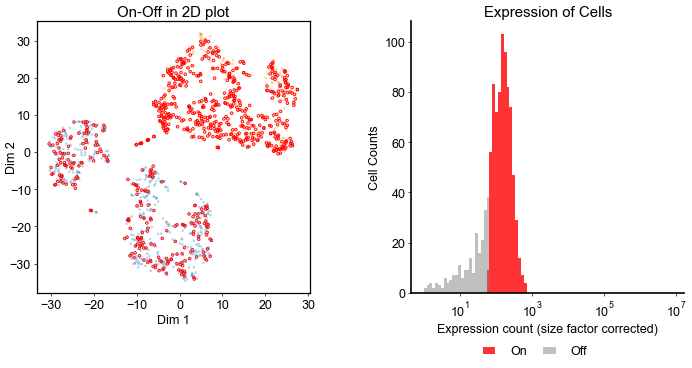 On-Off in 2D plot
Expression of Cells
30
20
10
0
−10
−20
−30
Dim 2
−30 −20 −10 0 10 20 30
Dim 1
100
80
60
40
20
0
Cell Counts
10^1 10^3 10^5 10^7
Expression count (size factor corrected)
On Off